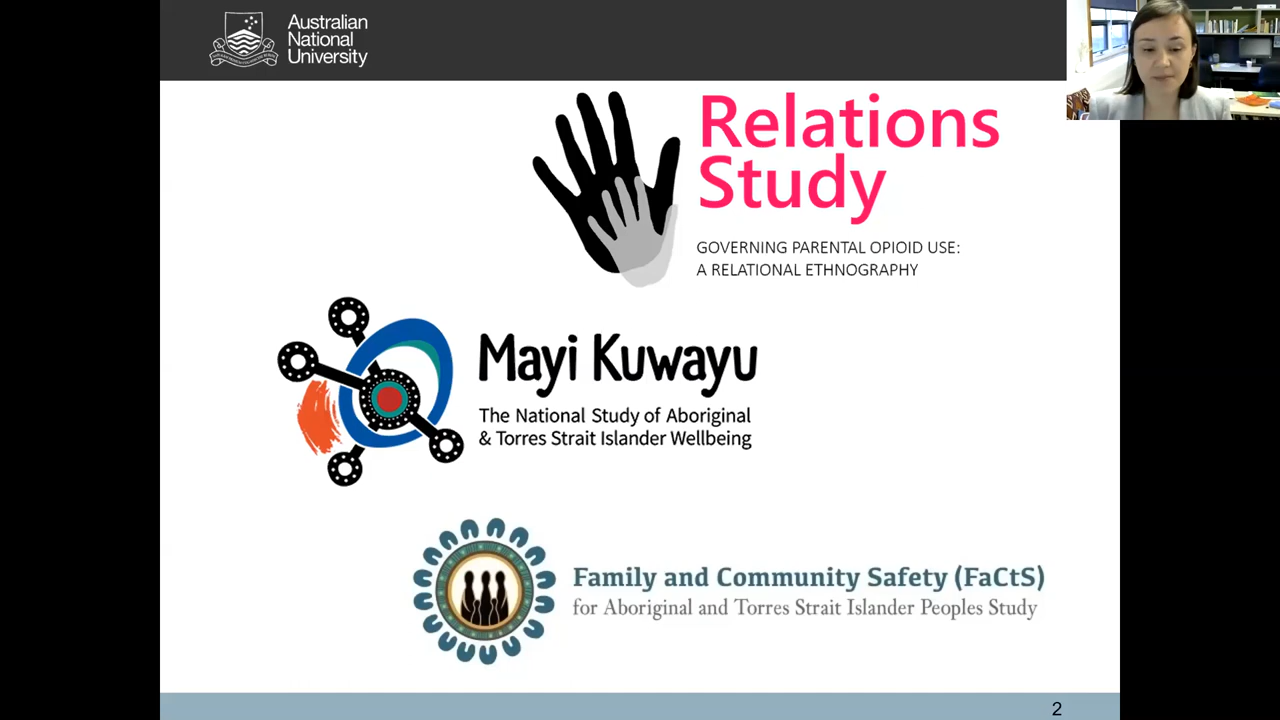 Australian
National
University
Relations
Study
GOVERNING PARENTAL OPIOID USE:
A RELATIONAL ETHNOGRAPHY
Mayi Kuwayu
The National Study of Aboriginal
& Torres Strait Islander Wellbeing
Family and Community Safety (FaCtS)
for Aboriginal and Torres Strait Islander Peoples Study
2